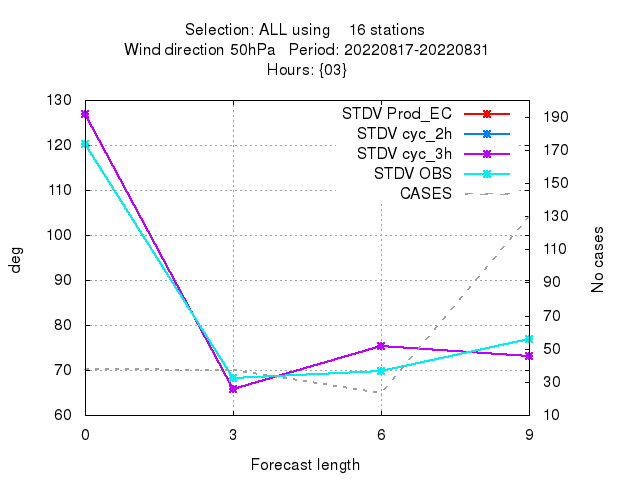 Selection: ALL using 16 stations
Wind direction 50hPa Period: 20220817-20220831
Hours: {03}
STDV Prod_EC
STDV cyc_2h
STDV cyc_3h
STDV OBS
CASES
130
120
110
100
90
80
70
60
deg
190
170
150
130
110
90
70
50
30
10
No cases
0 3 6 9
Forecast length